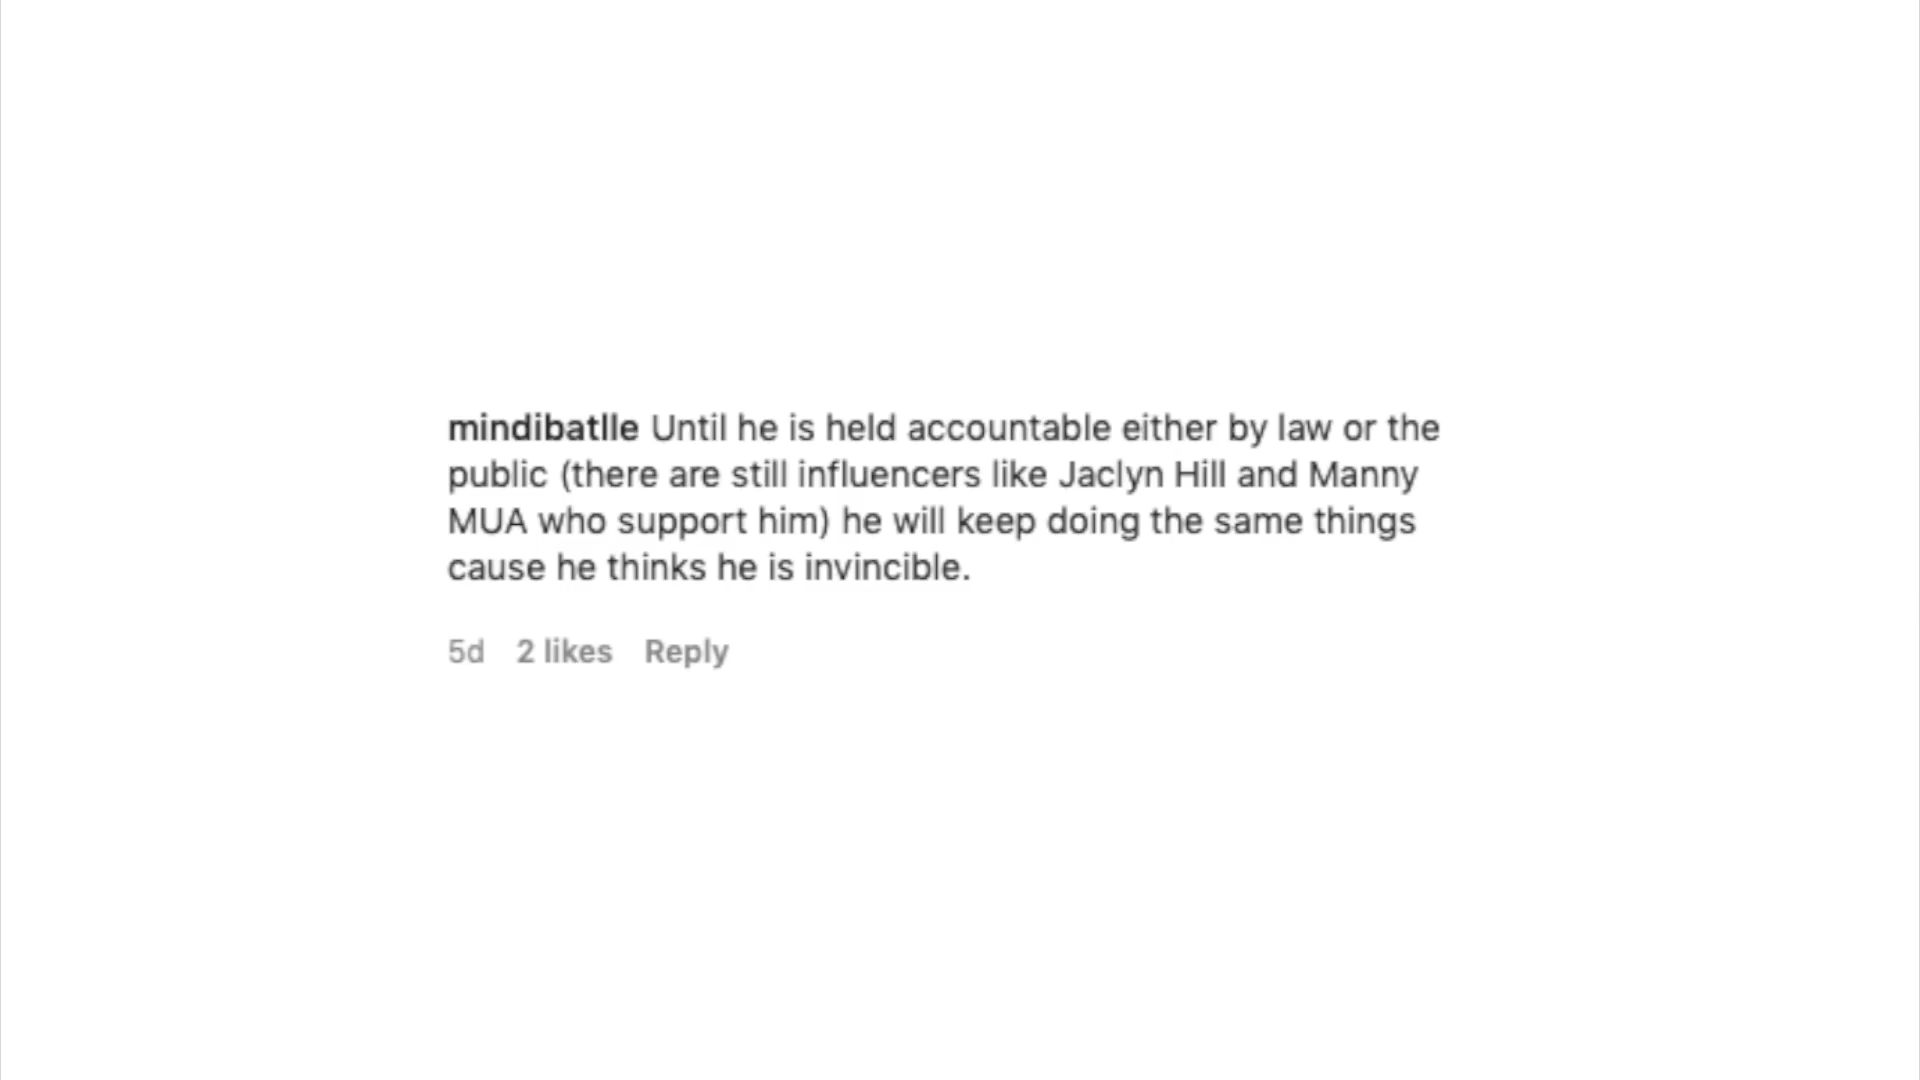 mindibatlle Until he is held accountable either by law or the
public (there are still influencers like Jaclyn Hill and Manny
MUA who support him) he will keep doing the same things
cause he thinks he is invincible.
5d 2 likes Reply